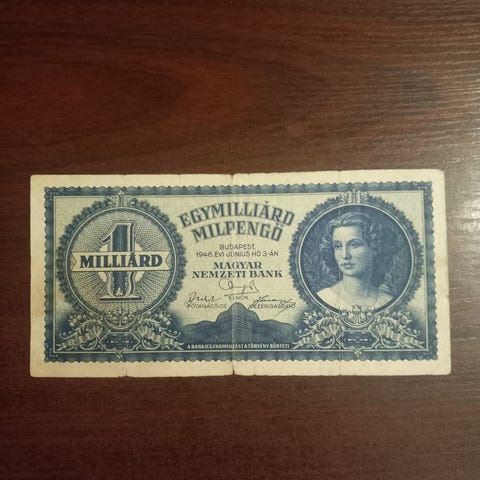 1
MILLIÁRD
EGYMILLIÁRD
MILPENGŐ
BUDAPEST,
1946. ÉVI JÚNIUS HÓ 3-ÁN
MAGYAR
NEMZETI BANK
ELNÖK
FŐTANÁCSOS
VEZÉRIGAZGATÓ
A BANKJEGYHAMISÍTÁST A TÖRVÉNY BÜNTETI